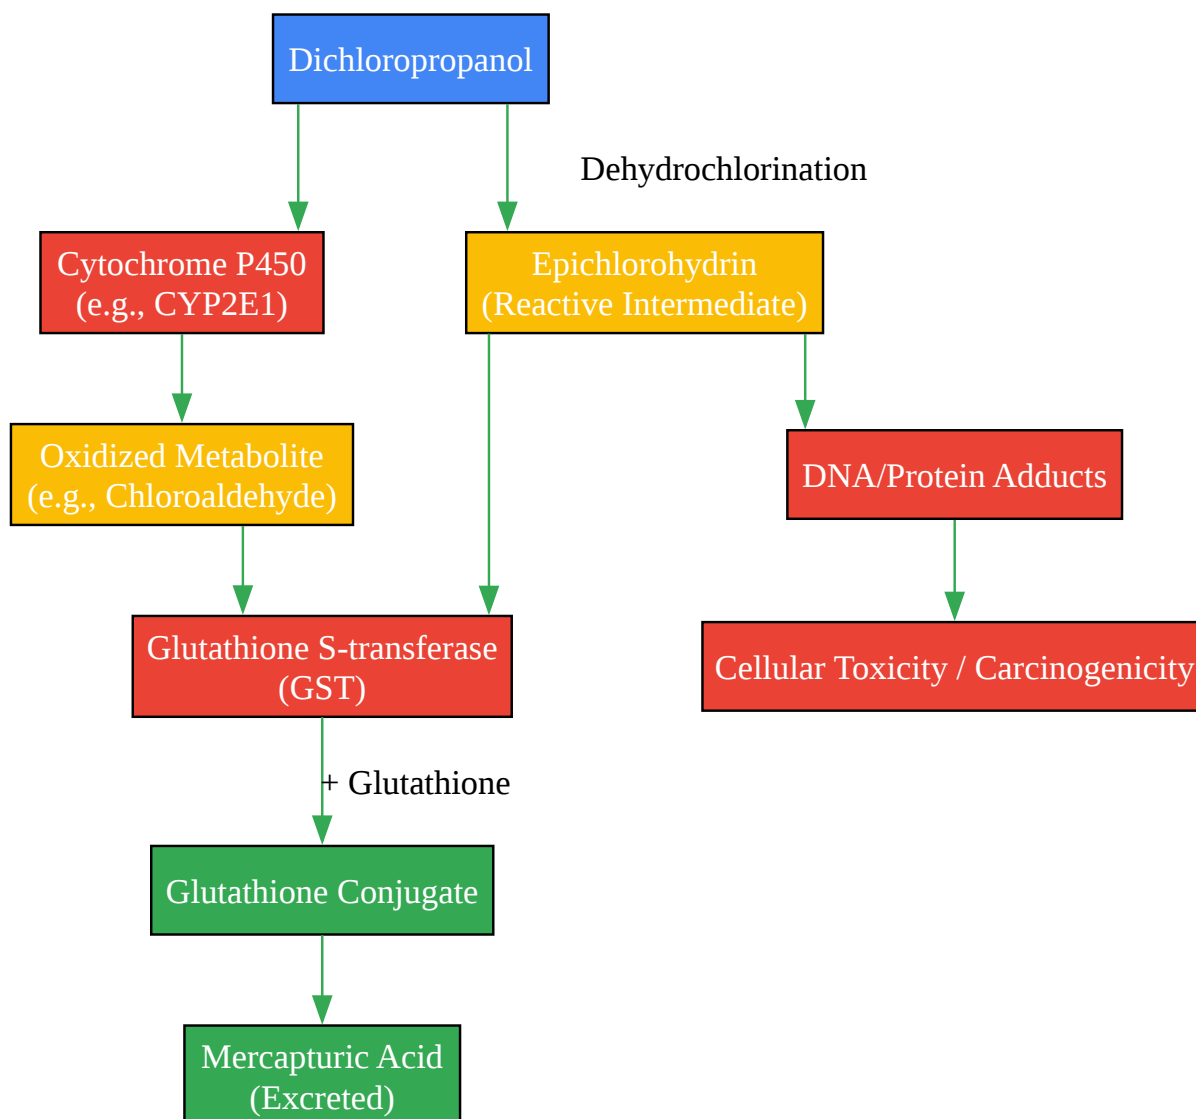 Dichloropropanol
Dehydrochlorination
Cytochrome P450
(e.g., CYP2E1)
Epichlorohydrin
(Reactive Intermediate)
Oxidized Metabolite
(e.g., Chloroaldehyde)
DNA/Protein Adducts
Glutathione S-transferase
(GST)
Cellular Toxicity / Carcinogenicity
+ Glutathione
Glutathione Conjugate
Mercapturic Acid
(Excreted)